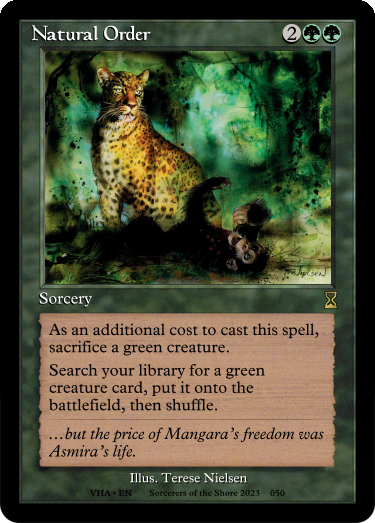 Natural Order 2
Sorcery
As an additional cost to cast this spell,
sacrifice a green creature.
Search your library for a green
creature card, put it onto the
battlefield, then shuffle.
…but the price of Mangara's freedom was
Asmira's life.
Illus. Terese Nielsen
VHA • EN Sorcerers of the Shore 2023 050